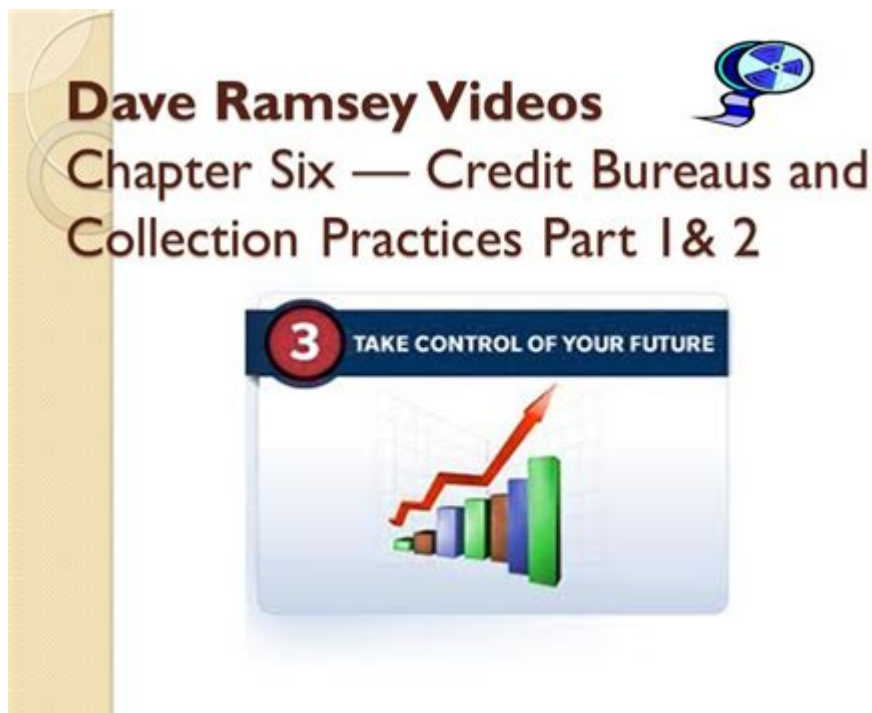 Dave Ramsey Videos
Chapter Six — Credit Bureaus and
Collection Practices Part 1& 2
3 TAKE CONTROL OF YOUR FUTURE